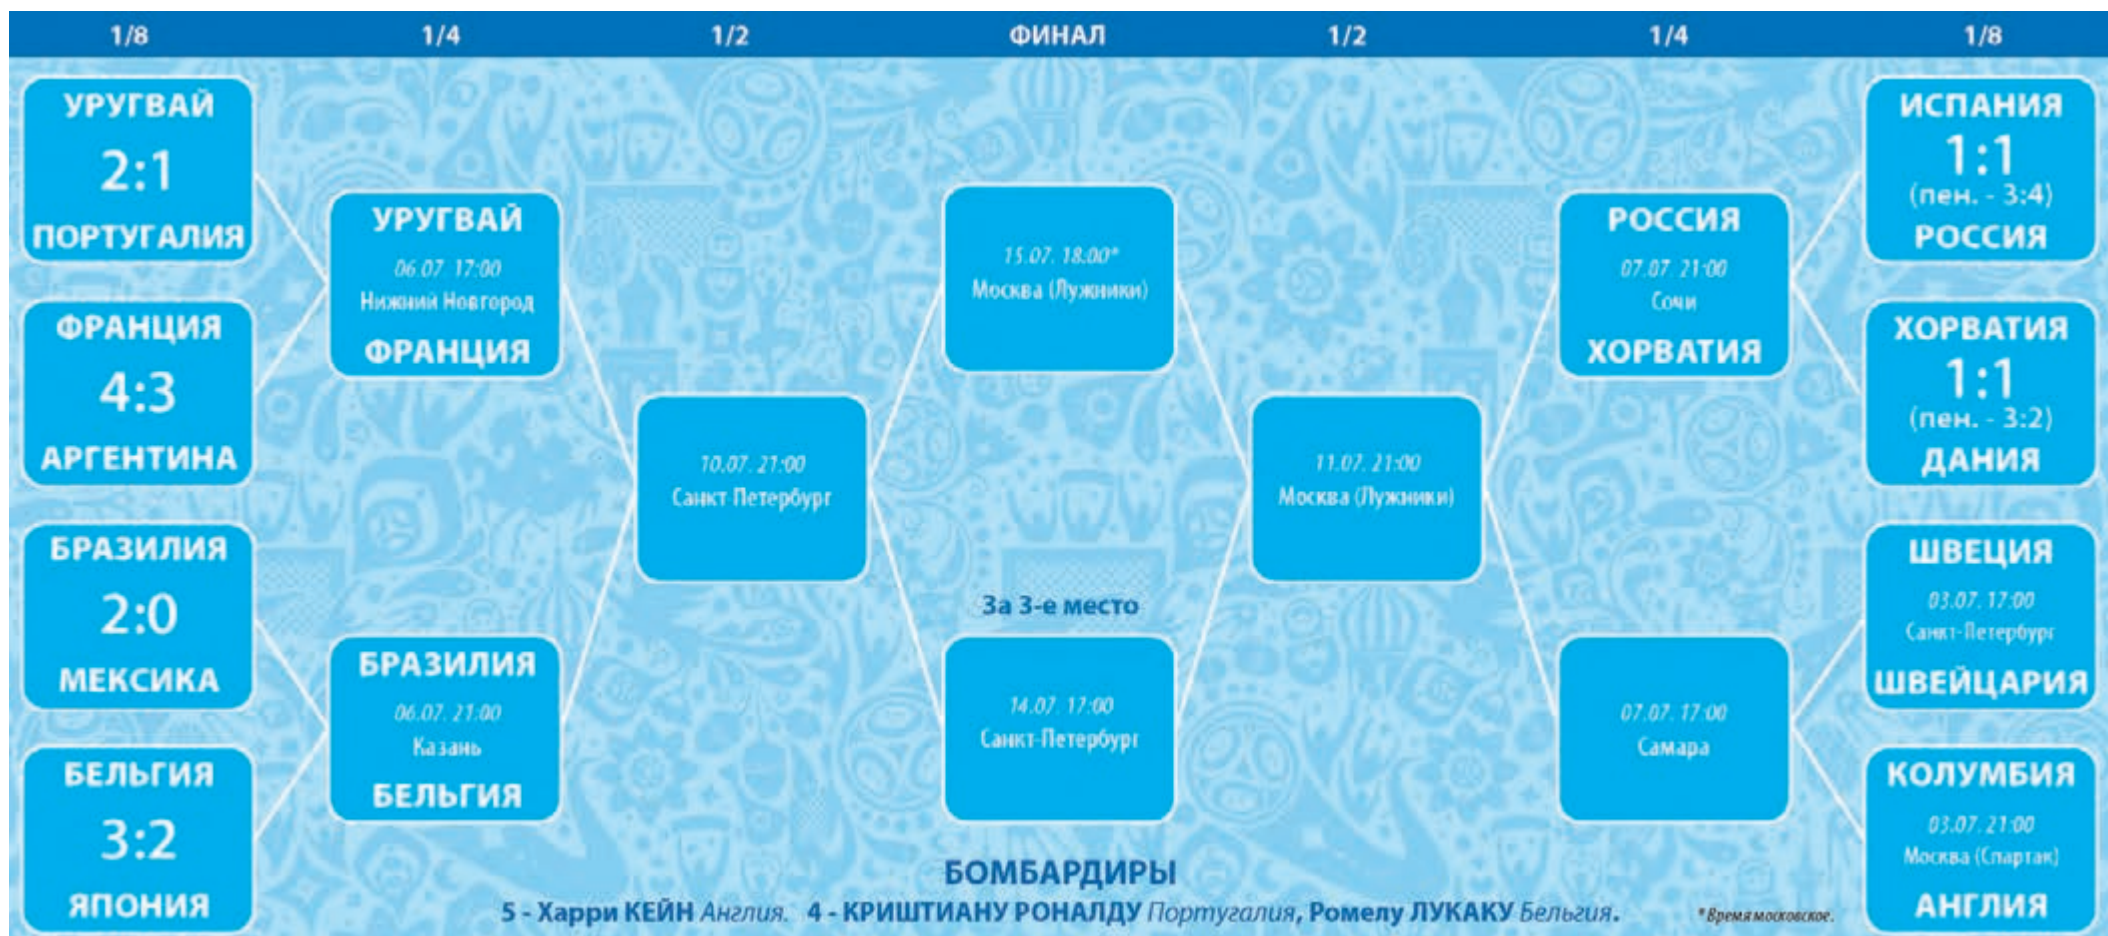 1/8 1/4 1/2 ФИНАЛ 1/2 1/4 1/8
УРУГВАЙ
2:1
ПОРТУГАЛИЯ
ФРАНЦИЯ
4:3
АРГЕНТИНА
БРАЗИЛИЯ
2:0
МЕКСИКА
БЕЛЬГИЯ
3:2
ЯПОНИЯ
УРУГВАЙ
06.07. 17:00
Нижний Новгород
ФРАНЦИЯ
БРАЗИЛИЯ
06.07. 21:00
Казань
БЕЛЬГИЯ
10.07. 21:00
Санкт-Петербург
15.07. 18:00*
Москва (Лужники)
За 3-е место
14.07. 17:00
Санкт-Петербург
11.07. 21:00
Москва (Лужники)
РОССИЯ
07.07. 21:00
Сочи
ХОРВАТИЯ
07.07. 17:00
Самара
ИСПАНИЯ
1:1
(пен. - 3:4)
РОССИЯ
ХОРВАТИЯ
1:1
(пен. - 3:2)
ДАНИЯ
ШВЕЦИЯ
03.07. 17:00
Санкт-Петербург
ШВЕЙЦАРИЯ
КОЛУМБИЯ
03.07. 21:00
Москва (Спартак)
АНГЛИЯ
БОМБАРДИРЫ
5 - Харри КЕЙН Англия. 4 - КРИШТИАНУ РОНАЛДУ Португалия, Ромелу ЛУКАКУ Бельгия.
*Время московское.